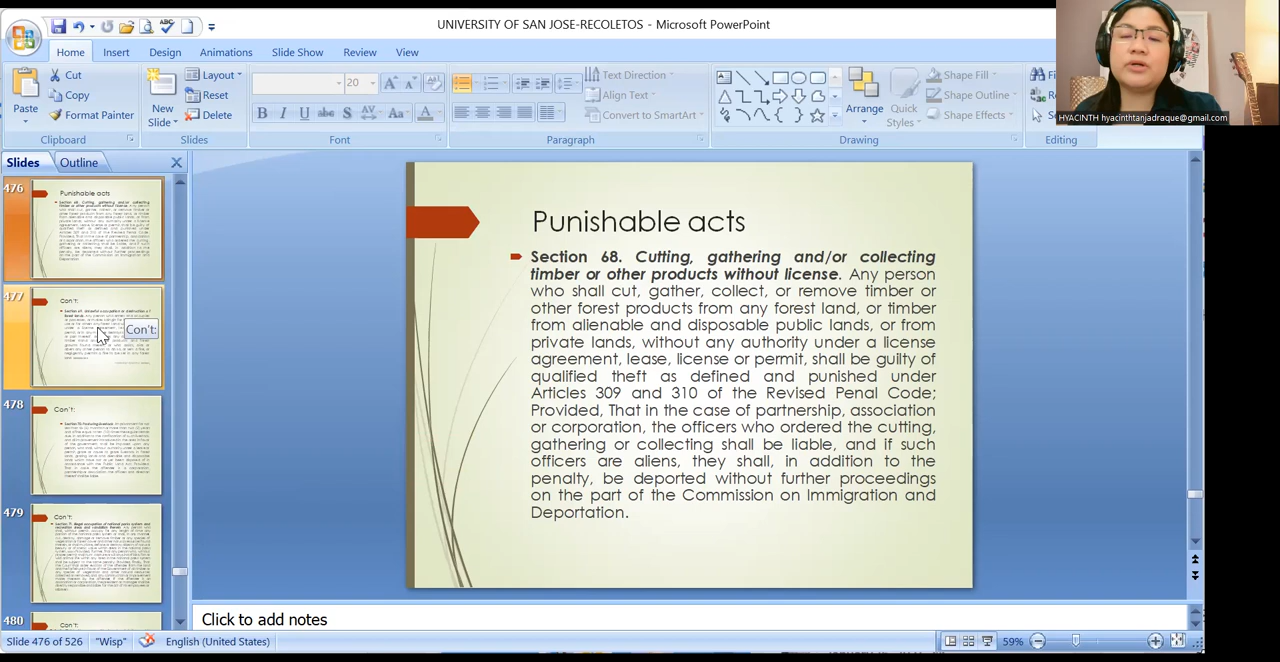 UNIVERSITY OF SAN JOSE-RECOLETOS - Microsoft PowerPoint
Home Insert Design Animations Slide Show Review View
Cut
Copy
Format Painter
Paste
Clipboard
New
Slide
Layout
Reset
Delete
Slides
20
B I U abc S AV Aa A
Font
Text Direction
Align Text
Convert to SmartArt
Paragraph
Arrange
Quick
Styles
Shape Fill
Shape Outline
Shape Effects
Drawing
Editing
HYACINTH hyacinthtanjadraque@gmail.com
Slides Outline
476
Punishable acts
477
Con't:
Con't:
478
Con't:
479
Con't:
480
Con't:
Punishable acts
Section 68. Cutting, gathering and/or collecting
timber or other products without license. Any person
who shall cut, gather, collect, or remove timber or
other forest products from any forest land, or timber
from alienable and disposable public lands, or from
private lands, without any authority under a license
agreement, lease, license or permit, shall be guilty of
qualified theft as defined and punished under
Articles 309 and 310 of the Revised Penal Code;
Provided, That in the case of partnership, association
or corporation, the officers who ordered the cutting,
gathering or collecting shall be liable, and if such
officers are aliens, they shall, in addition to the
penalty, be deported without further proceedings
on the part of the Commission on Immigration and
Deportation.
Click to add notes
Slide 476 of 526 "Wisp" English (United States) 59%